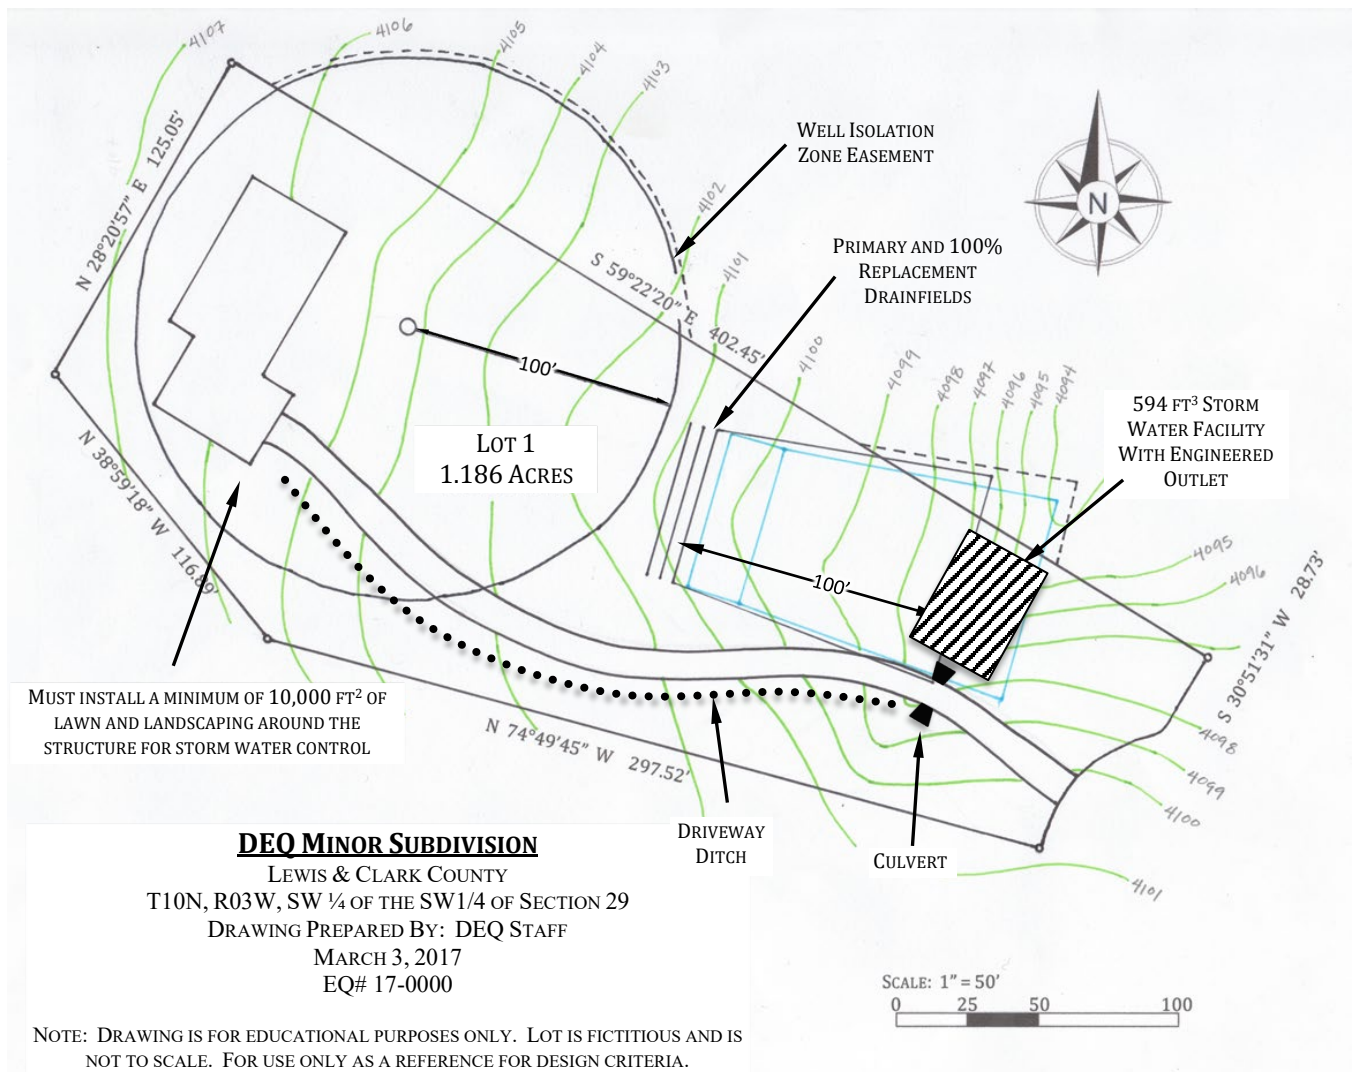 4107
4106
4105
4104
4103
4102
4101
4100
4099
4098
4097
4096
4095
4094
WELL ISOLATION
ZONE EASEMENT
N
PRIMARY AND 100%
REPLACEMENT
DRAINFIELDS
N 28°20'57" E 125.05'
S 59°22'20" E 402.45'
100'
LOT 1
1.186 ACRES
594 FT³ STORM
WATER FACILITY
WITH ENGINEERED
OUTLET
N 38°59'18" W 116.89'
100'
4095
4096
S 30°51'31" W 28.73'
4098
4099
4100
4101
MUST INSTALL A MINIMUM OF 10,000 FT² OF
LAWN AND LANDSCAPING AROUND THE
STRUCTURE FOR STORM WATER CONTROL
N 74°49'45" W 297.52'
DRIVEWAY
DITCH
CULVERT
DEQ MINOR SUBDIVISION
LEWIS & CLARK COUNTY
T10N, R03W, SW ¼ OF THE SW1/4 OF SECTION 29
DRAWING PREPARED BY: DEQ STAFF
MARCH 3, 2017
EQ# 17-0000
SCALE: 1" = 50'
0 25 50 100
NOTE: DRAWING IS FOR EDUCATIONAL PURPOSES ONLY. LOT IS FICTITIOUS AND IS
NOT TO SCALE. FOR USE ONLY AS A REFERENCE FOR DESIGN CRITERIA.